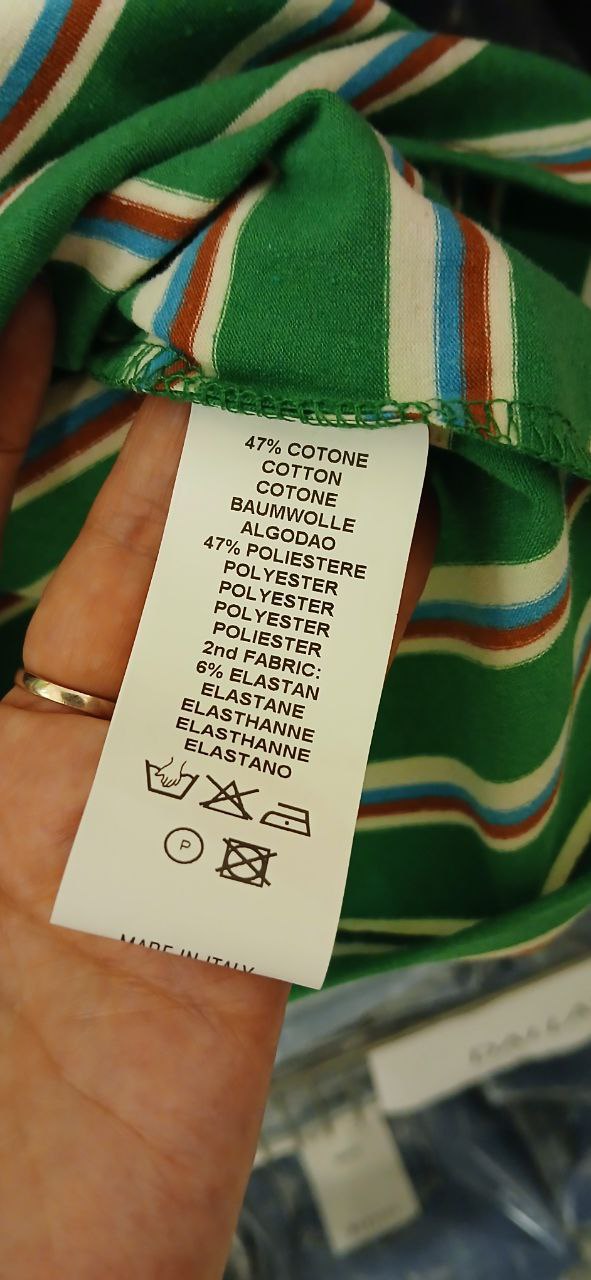 47% COTONE
COTTON
COTONE
BAUMWOLLE
ALGODAO
47% POLIESTERE
POLYESTER
POLYESTER
POLYESTER
POLIESTER
2nd FABRIC:
6% ELASTAN
ELASTANE
ELASTHANNE
ELASTHANNE
ELASTANO
P
MADE IN ITALY